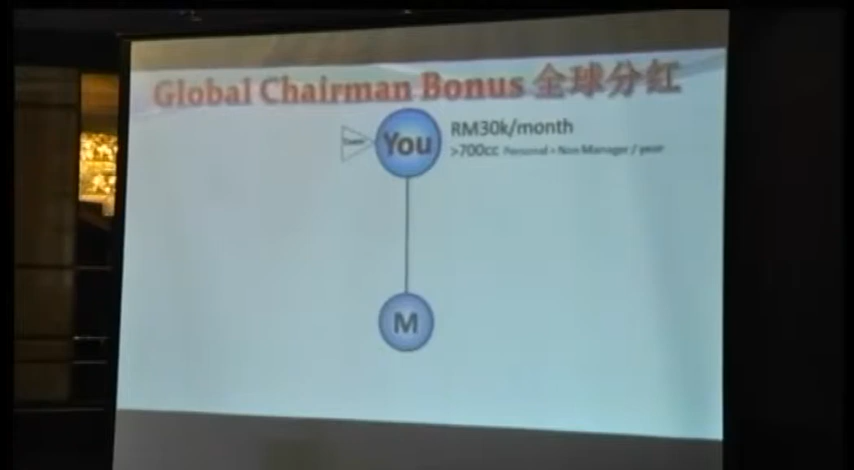 Global Chairman Bonus 全球分红
You
RM30k/month
>700cc Personal + Non Manager / year
M